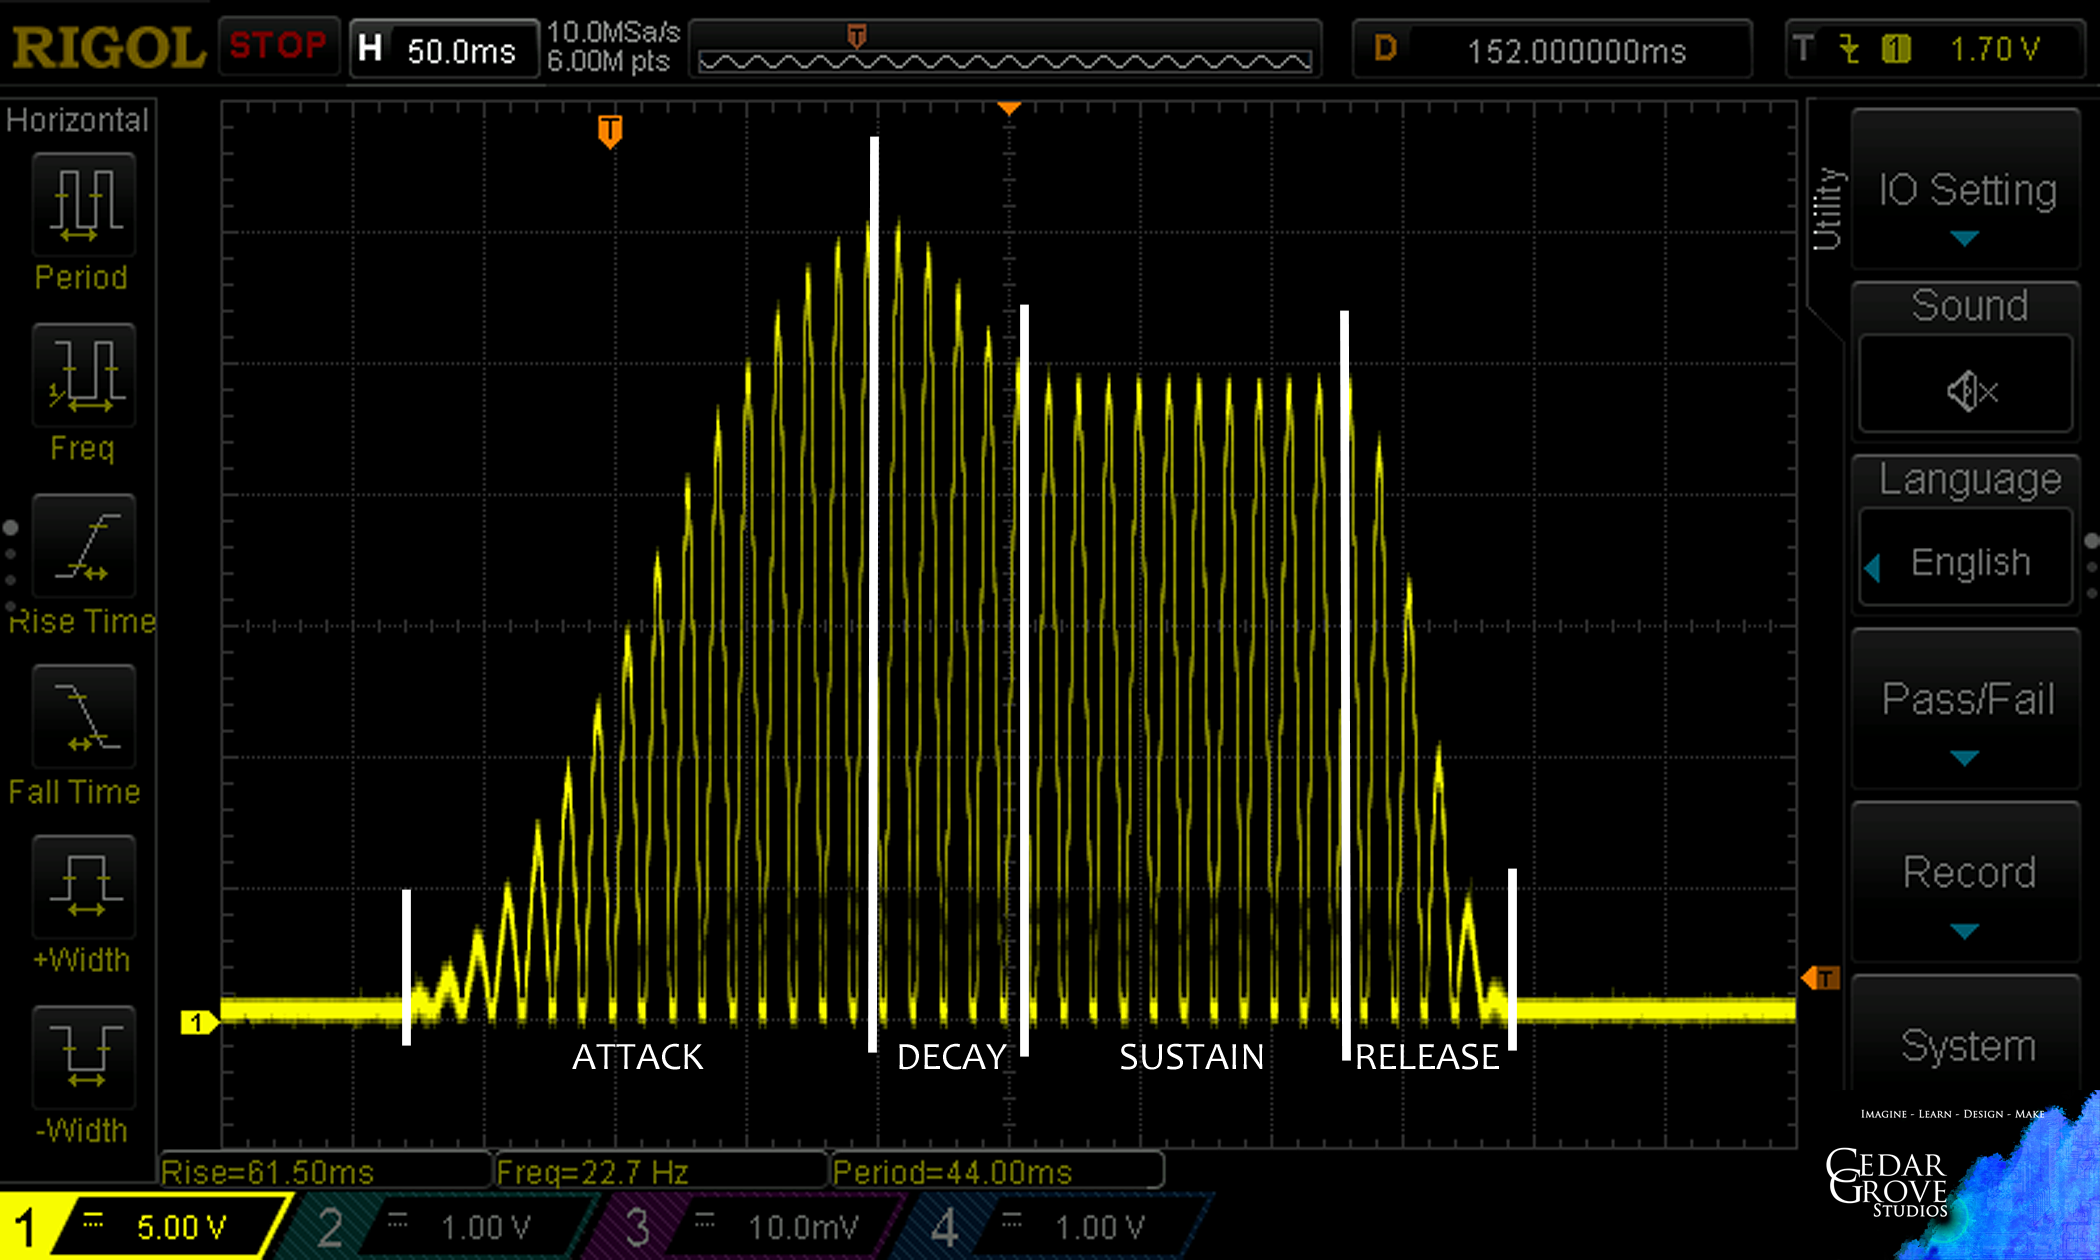 RIGOL STOP H 50.0ms 10.0MSa/s 6.00M pts T D 152.000000ms T 1 1.70 V
Horizontal
T
Period
1/ Freq
Rise Time
Fall Time
+Width
-Width
Utility
IO Setting
Sound
Language
English
Pass/Fail
Record
System
T
1
ATTACK DECAY SUSTAIN RELEASE
Rise=61.50ms Freq=22.7 Hz Period=44.00ms
1 5.00 V 2 1.00 V 3 10.0mV 4 1.00 V
IMAGINE - LEARN - DESIGN - MAKE
CEDAR
GROVE
STUDIOS